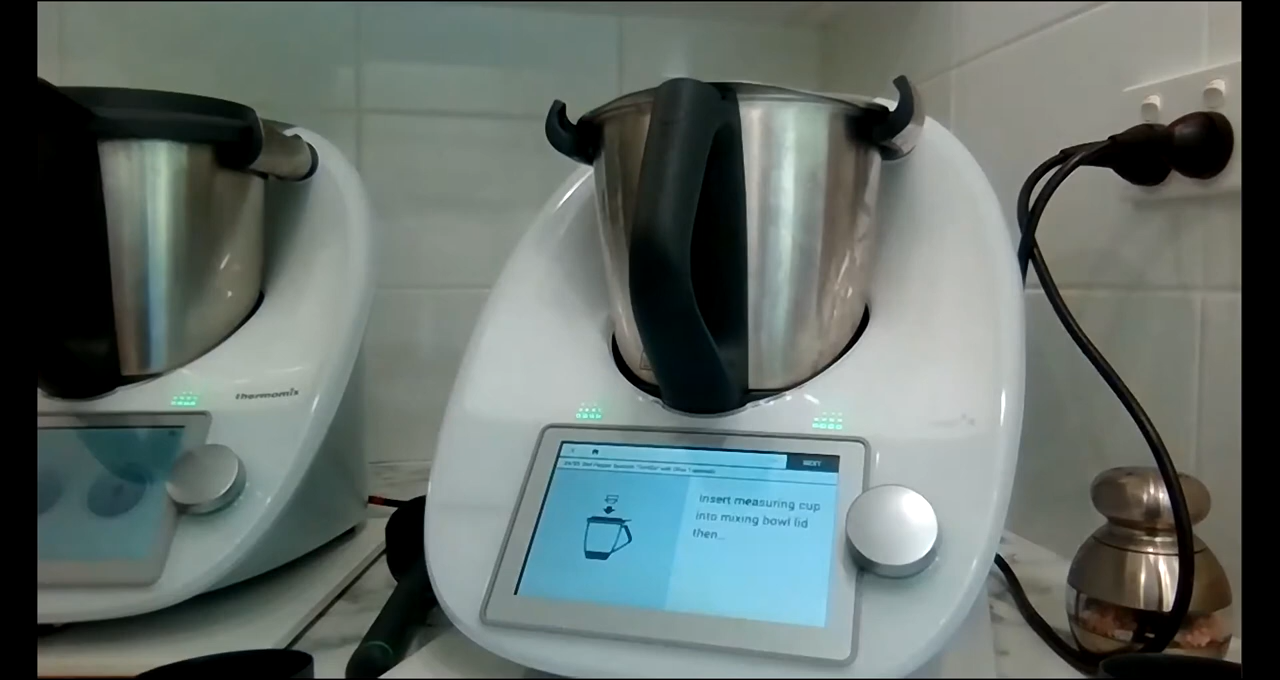 thermomix
NEXT
Insert measuring cup
into mixing bowl lid
then...